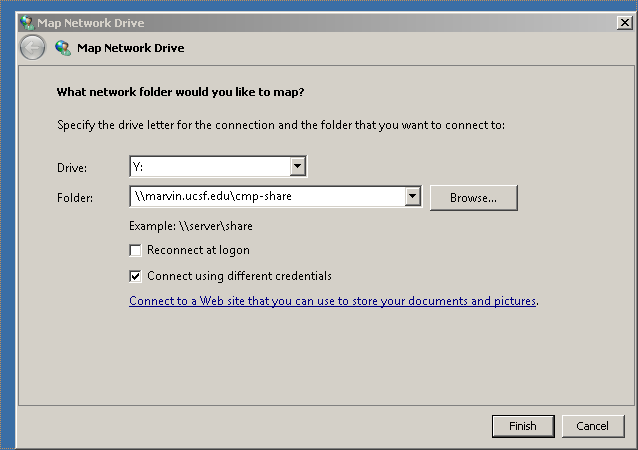 Map Network Drive
Map Network Drive
What network folder would you like to map?
Specify the drive letter for the connection and the folder that you want to connect to:
Drive: Y:
Folder: \\marvin.ucsf.edu\cmp-share Browse...
Example: \\server\share
Reconnect at logon
Connect using different credentials
Connect to a Web site that you can use to store your documents and pictures.
Finish Cancel